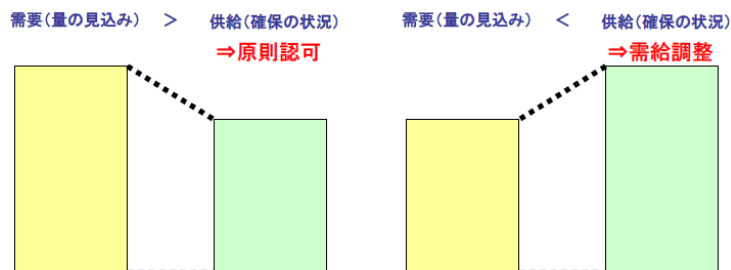 需要(量の見込み) > 供給(確保の状況)
⇒原則認可
需要(量の見込み) < 供給(確保の状況)
⇒需給調整